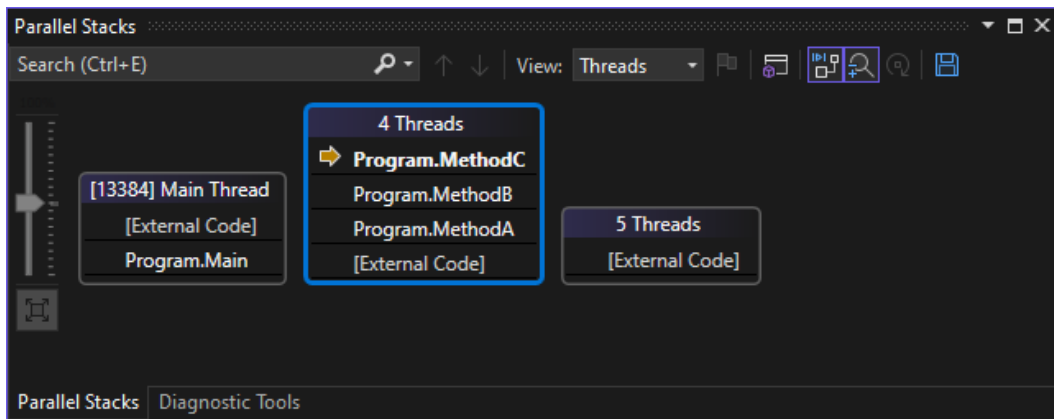 Parallel Stacks
Search (Ctrl+E)
View: Threads
4 Threads
Program.MethodC
Program.MethodB
Program.MethodA
[External Code]
[13384] Main Thread
[External Code]
Program.Main
5 Threads
[External Code]
Parallel Stacks Diagnostic Tools